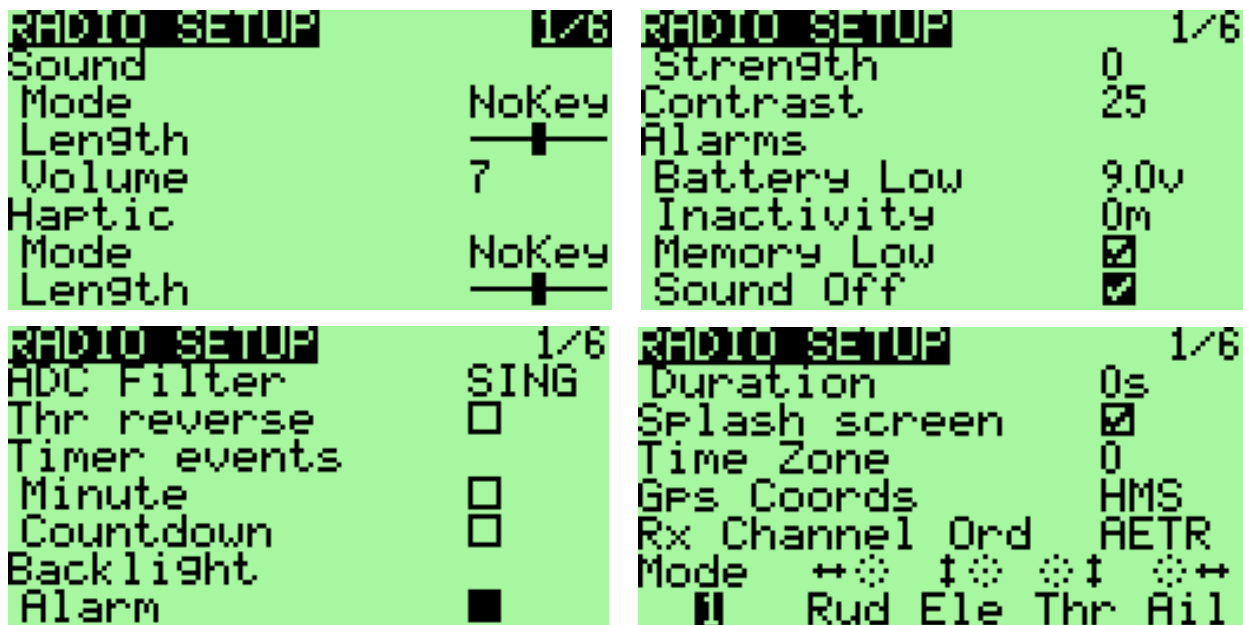 RADIO SETUP 1/6
Sound
Mode NoKey
Length
Volume 7
Haptic
Mode NoKey
Length
RADIO SETUP 1/6
Strength 0
Contrast 25
Alarms
Battery Low 9.0v
Inactivity 0m
Memory Low
Sound Off
RADIO SETUP 1/6
ADC Filter SING
Thr reverse
Timer events
Minute
Countdown
Backlight
Alarm
RADIO SETUP 1/6
Duration 0s
Splash screen
Time Zone 0
Gps Coords HMS
Rx Channel Ord AETR
Mode
1 Rud Ele Thr Ail